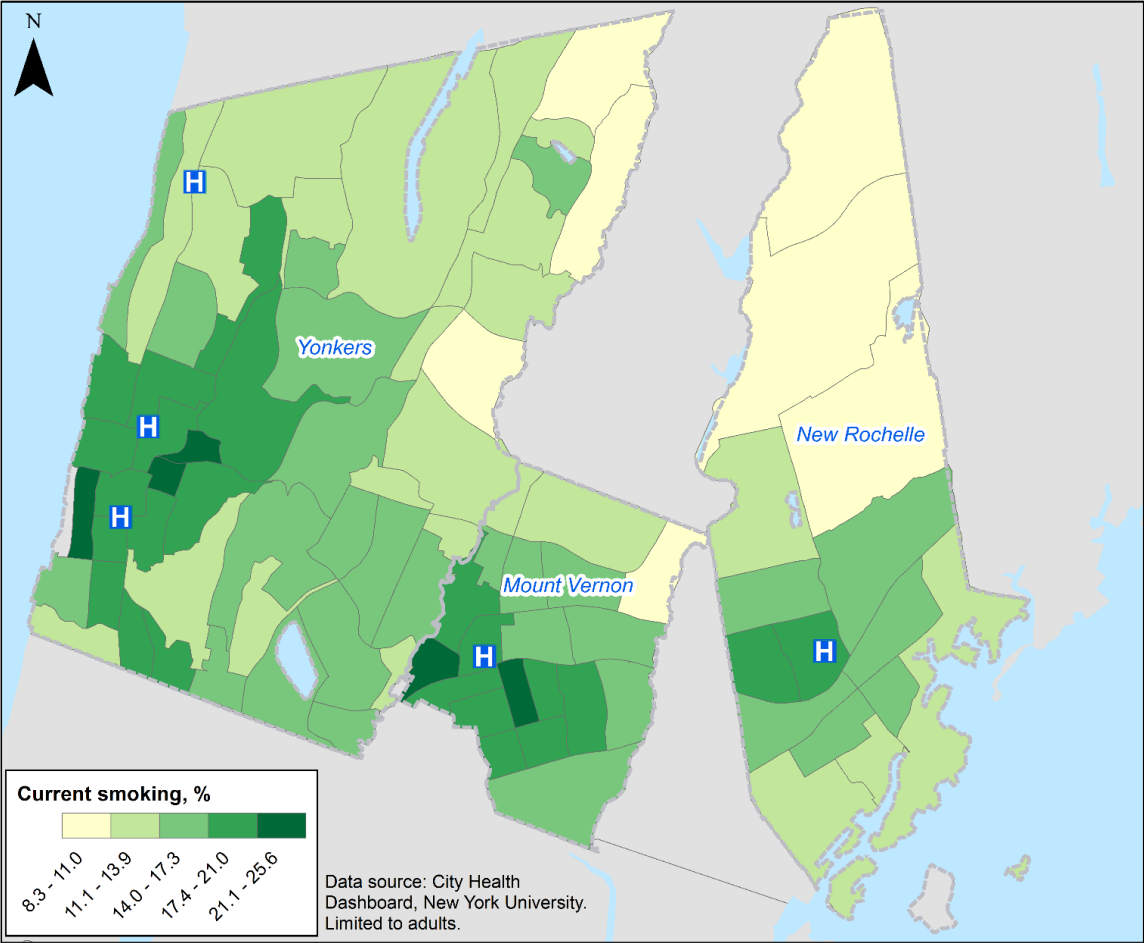 N
H
Yonkers
H
New Rochelle
H
Mount Vernon
H
H
Current smoking, %
8.3 - 11.0
11.1 - 13.9
14.0 - 17.3
17.4 - 21.0
21.1 - 25.6
Data source: City Health
Dashboard, New York University.
Limited to adults.